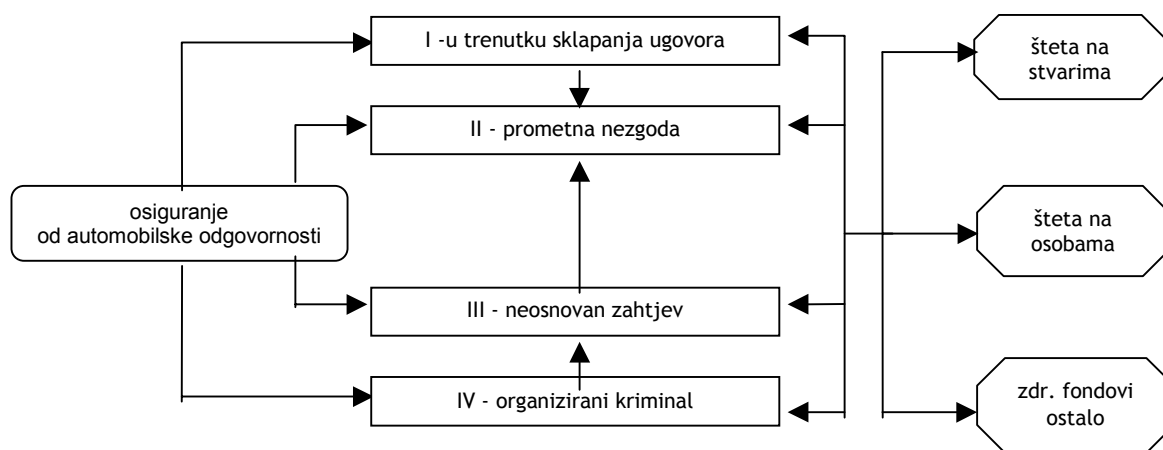 I -u trenutku sklapanja ugovora
II - prometna nezgoda
osiguranje
od automobilske odgovornosti
III - neosnovan zahtjev
IV - organizirani kriminal
šteta na
stvarima
šteta na
osobama
zdr. fondovi
ostalo